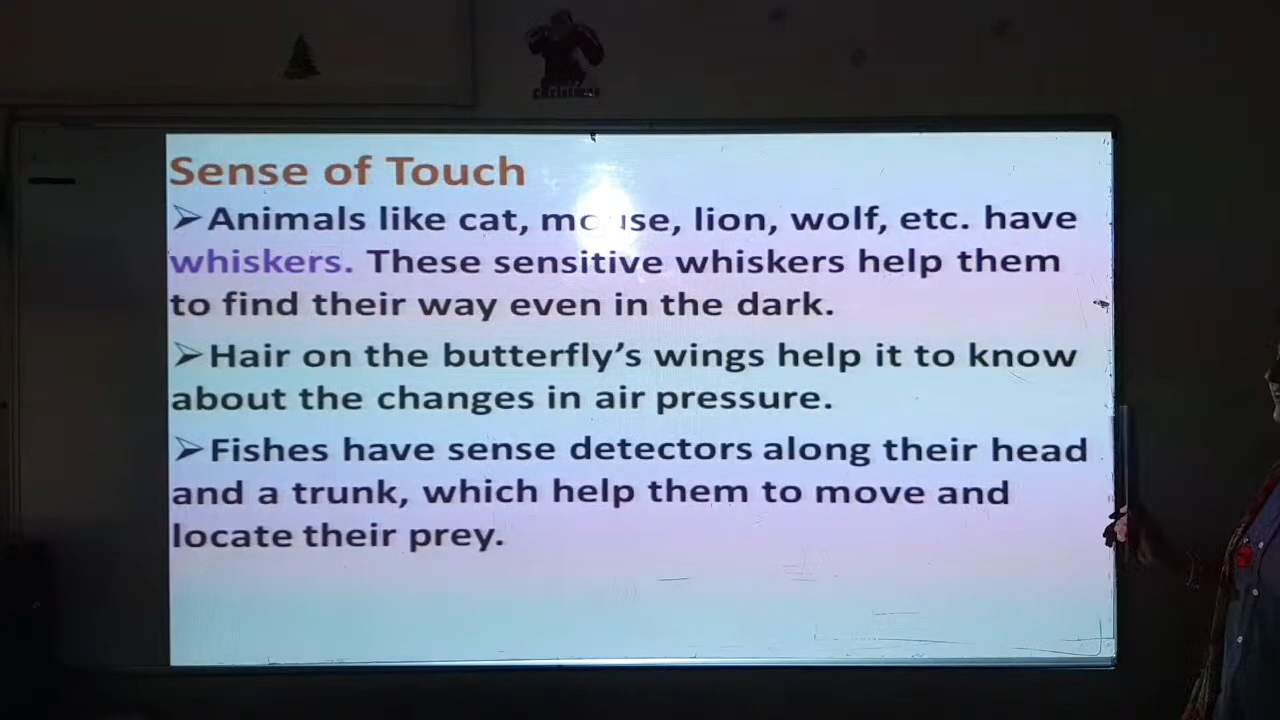 Christmas
Sense of Touch
➢Animals like cat, mouse, lion, wolf, etc. have
whiskers. These sensitive whiskers help them
to find their way even in the dark.
➢Hair on the butterfly's wings help it to know
about the changes in air pressure.
➢Fishes have sense detectors along their head
and a trunk, which help them to move and
locate their prey.